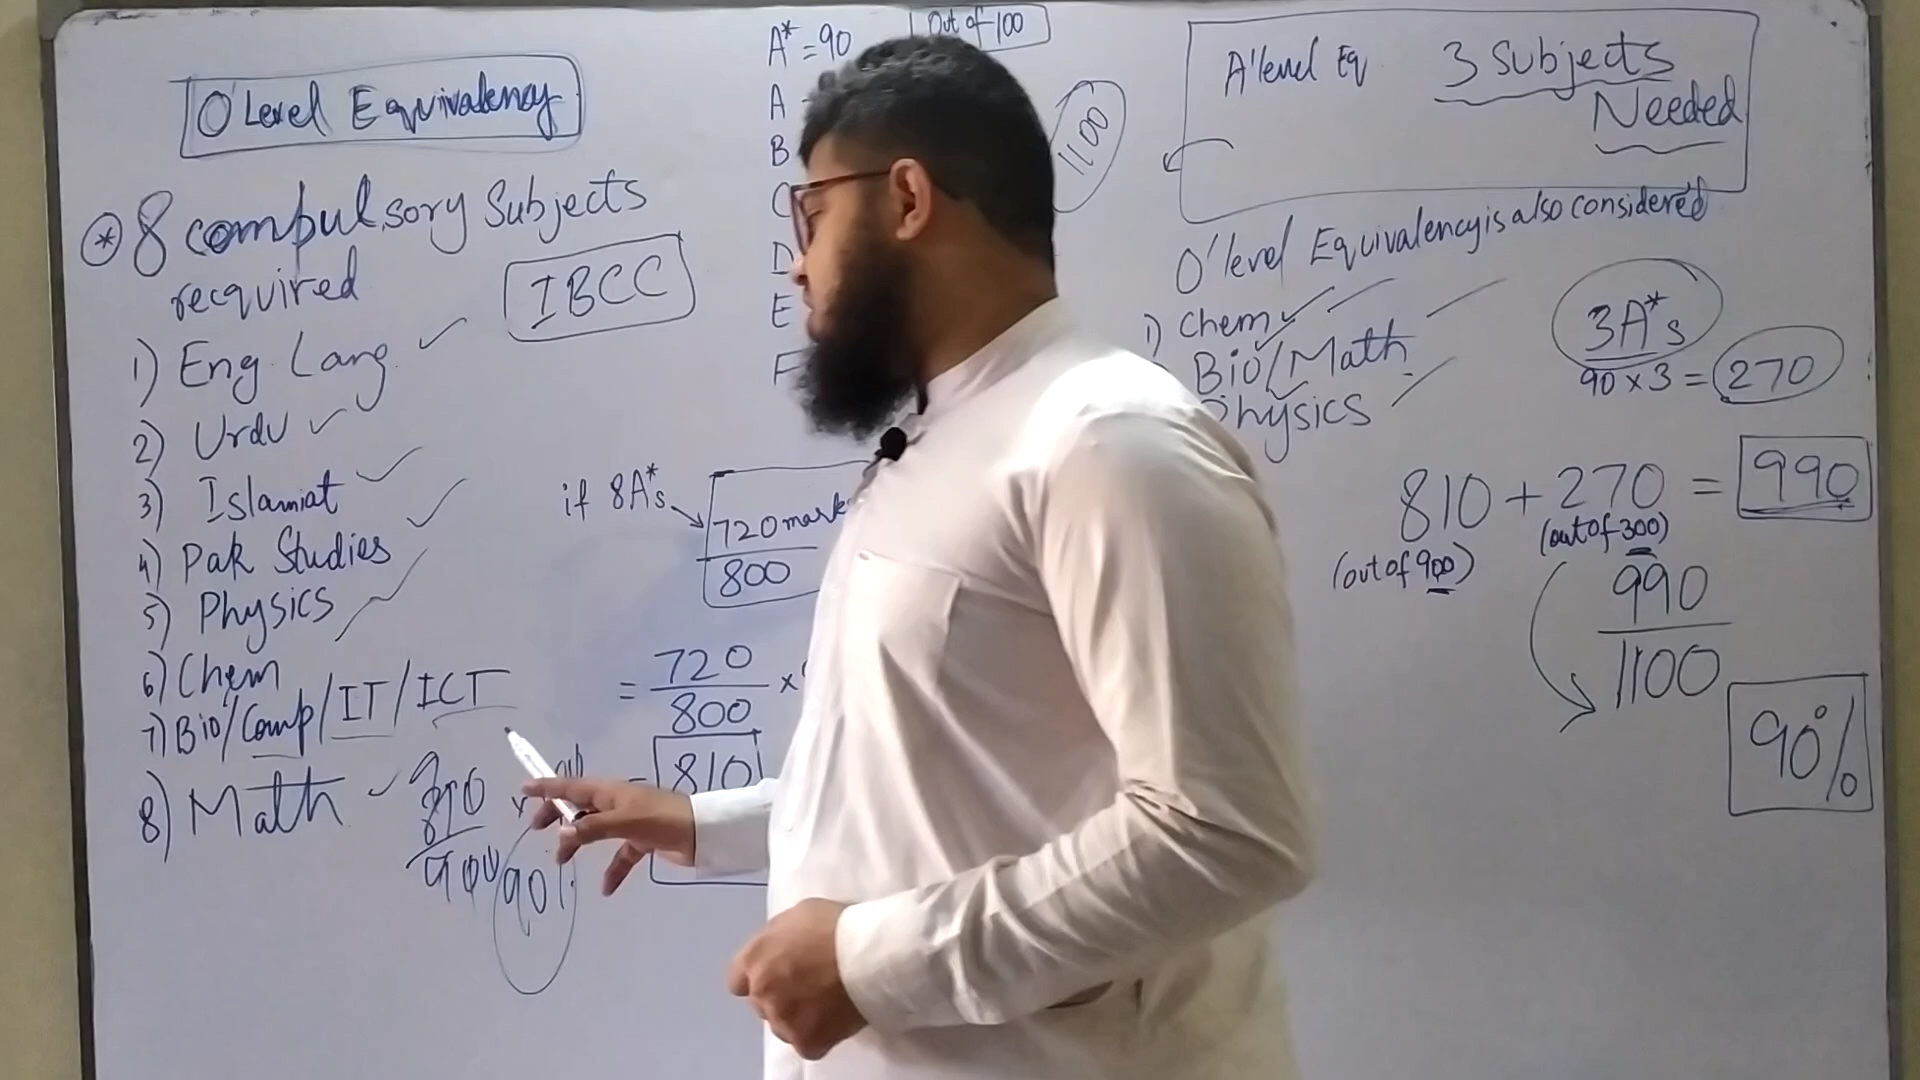 O'Level Equivalency
* 8 compulsory Subjects
recquired
IBCC
1) Eng Lang
2) Urdu
3) Islamiat
4) Pak Studies
5) Physics
6) Chem
7) Bio/Comp/IT/ICT
8) Math
810
900
90%
A* = 90
Out of 100
A
B
C
D
E
F
1100
if 8A*s
720 mark
800
= 720
800
×
= 810
A'level Eq 3 Subjects
Needed
O'level Equivalency is also considered
1) Chem
Bio/Math
Physics
3A*s
90 x 3 = 270
810 + 270 = 990
(out of 900)
(out of 300)
990
1100
90%